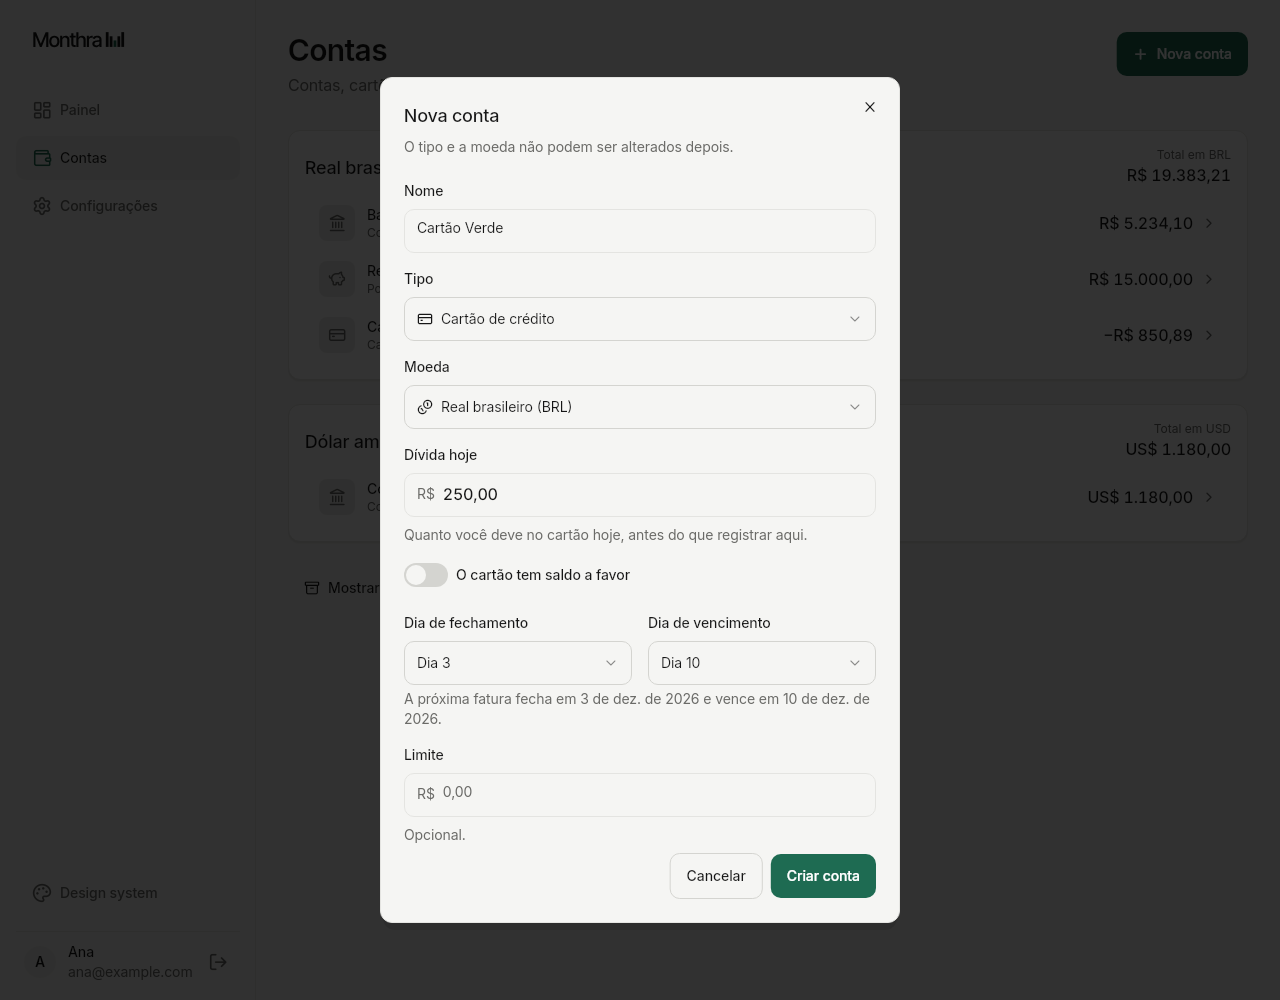 Monthra
Contas
Nova conta
Contas, cart
Painel
Contas
Configurações
Real bras
Total em BRL
R$ 19.383,21
R$ 5.234,10
R$ 15.000,00
−R$ 850,89
Dólar am
Total em USD
US$ 1.180,00
US$ 1.180,00
Mostrar
Nova conta
O tipo e a moeda não podem ser alterados depois.
Nome
Cartão Verde
Tipo
Cartão de crédito
Moeda
Real brasileiro (BRL)
Dívida hoje
R$ 250,00
Quanto você deve no cartão hoje, antes do que registrar aqui.
O cartão tem saldo a favor
Dia de fechamento
Dia de vencimento
Dia 3
Dia 10
A próxima fatura fecha em 3 de dez. de 2026 e vence em 10 de dez. de
2026.
Limite
R$ 0,00
Opcional.
Cancelar
Criar conta
Design system
A
Ana
ana@example.com